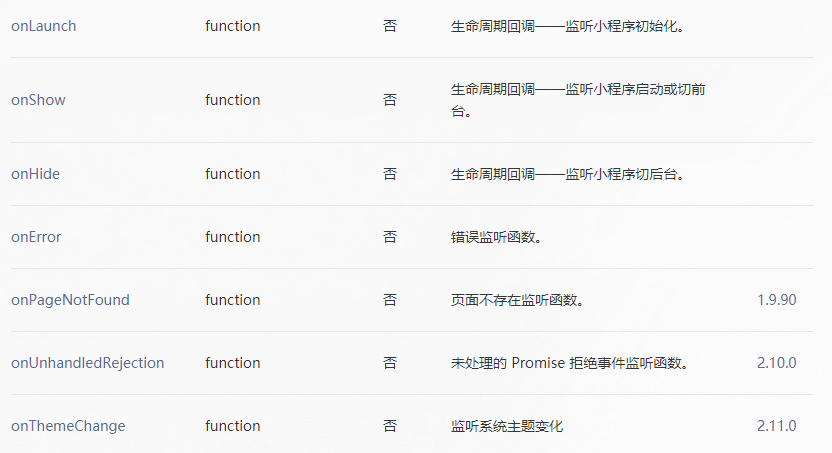 onLaunch function 否 生命周期回调——监听小程序初始化。
onShow function 否 生命周期回调——监听小程序启动或切前
台。
onHide function 否 生命周期回调——监听小程序切后台。
onError function 否 错误监听函数。
onPageNotFound function 否 页面不存在监听函数。 1.9.90
onUnhandledRejection function 否 未处理的 Promise 拒绝事件监听函数。 2.10.0
onThemeChange function 否 监听系统主题变化 2.11.0